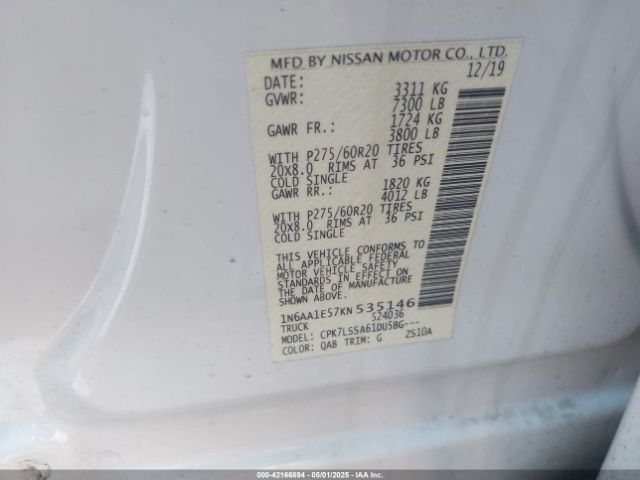 MFD BY NISSAN MOTOR CO., LTD.
DATE: 12/19
GVWR: 3311 KG
7300 LB
GAWR FR.: 1724 KG
3800 LB
WITH P275/60R20 TIRES
20X8.0 RIMS AT 36 PSI
COLD SINGLE
GAWR RR.: 1820 KG
4012 LB
WITH P275/60R20 TIRES
20X8.0 RIMS AT 36 PSI
COLD SINGLE
THIS VEHICLE CONFORMS TO
ALL APPLICABLE FEDERAL
MOTOR VEHICLE SAFETY
STANDARDS IN EFFECT ON
THE DATE OF MANUFACTURE
SHOWN ABOVE.
1N6AA1E57KN535146
TRUCK 524036
MODEL: CPK7LSSA61DU5BG---
COLOR: QAB TRIM: G ZS10A
000-42166894 - 05/01/2025 - IAAI.COM